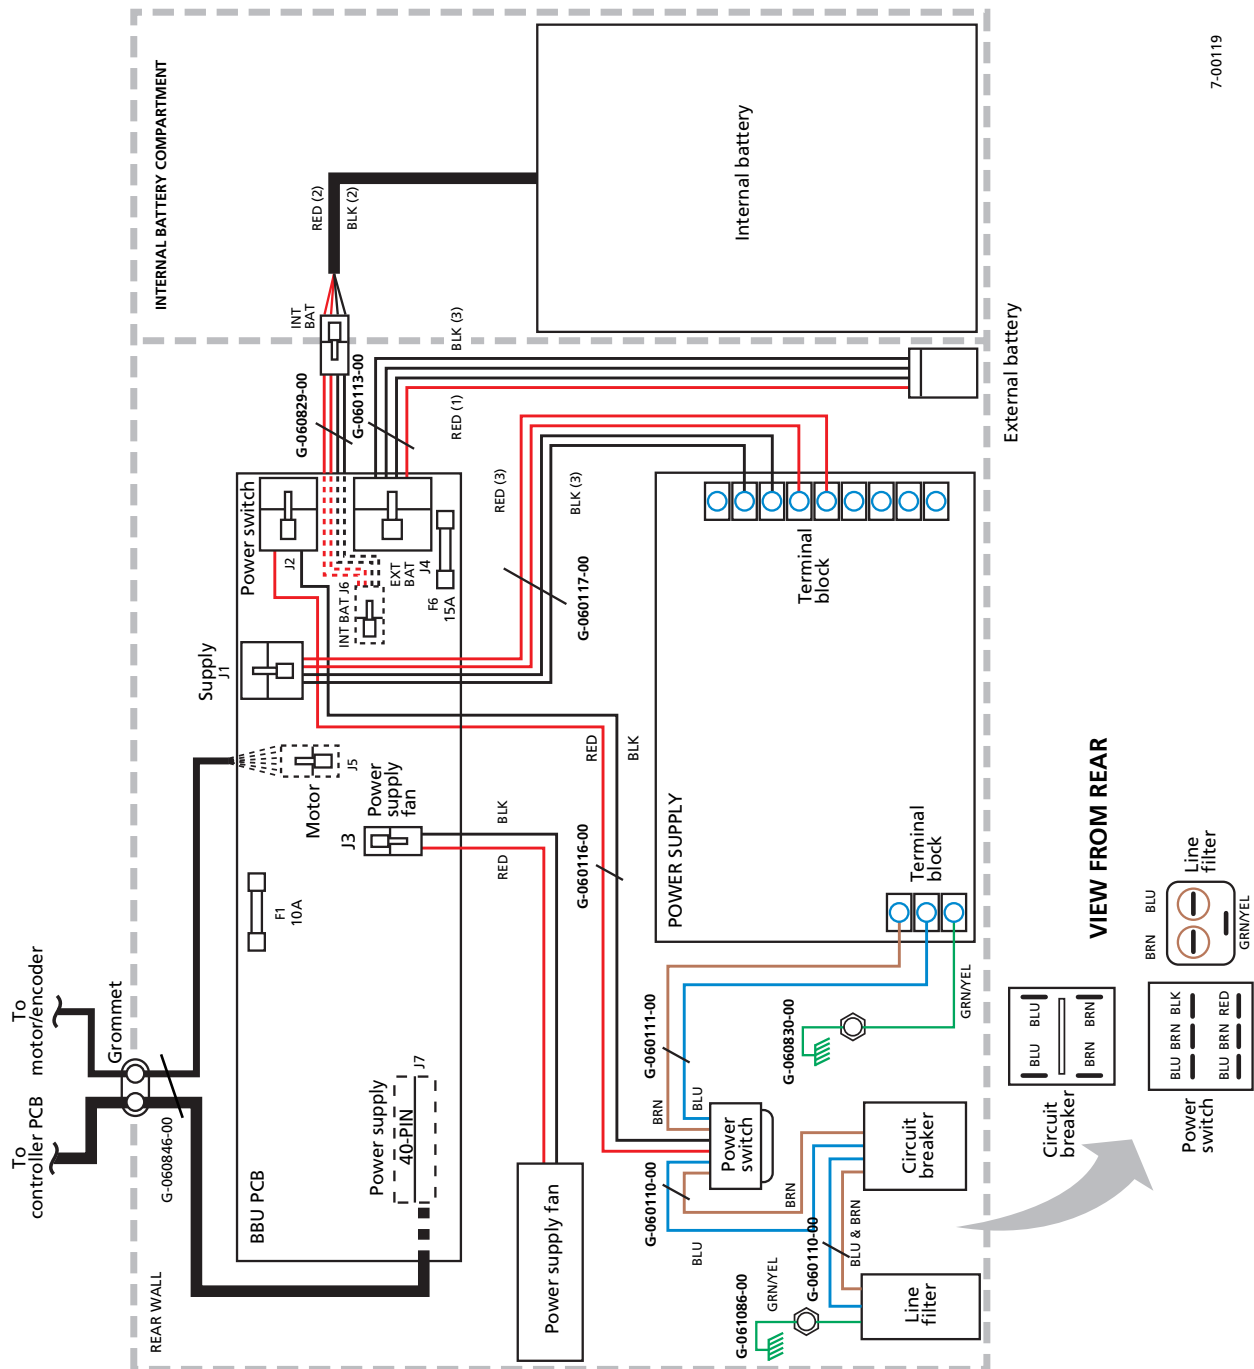 INTERNAL BATTERY COMPARTMENT
7-00119
RED (2)
BLK (2)
Internal battery
INT
BAT
BLK (3)
External battery
G-060829-00
G-060113-00
RED (1)
Power switch
J2
INT BAT J6
EXT
BAT
J4
F6
15A
RED (3)
BLK (3)
G-060117-00
Terminal
block
Supply
J1
J5
Motor
J3
Power
supply
fan
BLK
RED
RED
BLK
G-060116-00
POWER SUPPLY
Terminal
block
F1
10A
To
motor/encoder
Grommet
To
controller PCB
G-060846-00
J7
Power supply
40-PIN
BBU PCB
REAR WALL
Power supply fan
G-060111-00
G-060830-00
GRN/YEL
BRN
BLU
Power
switch
G-060110-00
BLU
BRN
Circuit
breaker
G-060110-00
BLU & BRN
G-061086-00
GRN/YEL
Line
filter
VIEW FROM REAR
Line
filter
BRN
BLU
GRN/YEL
Circuit
breaker
BLU
BLU
BRN
BRN
Power
switch
BLU
BRN
BLK
BLU
BRN
RED